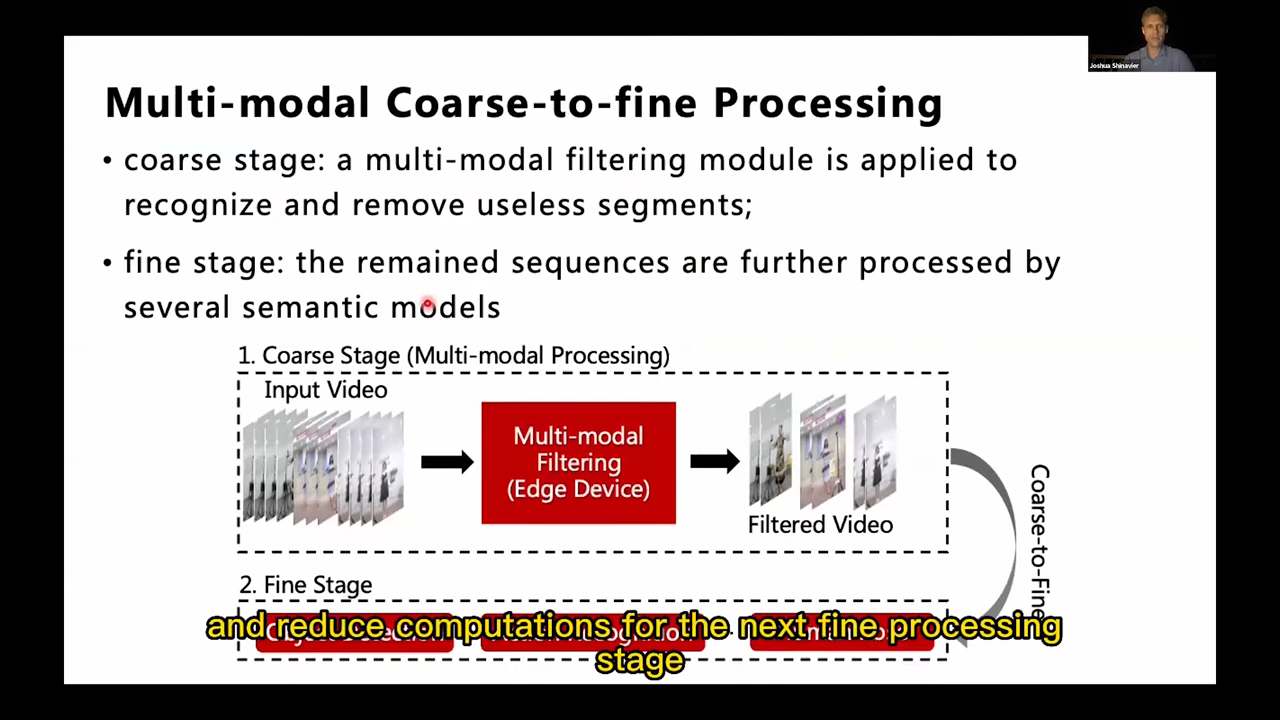 Joshua Shinavier
Multi-modal Coarse-to-fine Processing
• coarse stage: a multi-modal filtering module is applied to
recognize and remove useless segments;
• fine stage: the remained sequences are further processed by
several semantic models
1. Coarse Stage (Multi-modal Processing)
Input Video
Multi-modal
Filtering
(Edge Device)
Filtered Video
Coarse-to-Fine
2. Fine Stage
and reduce computations for the next fine processing
stage